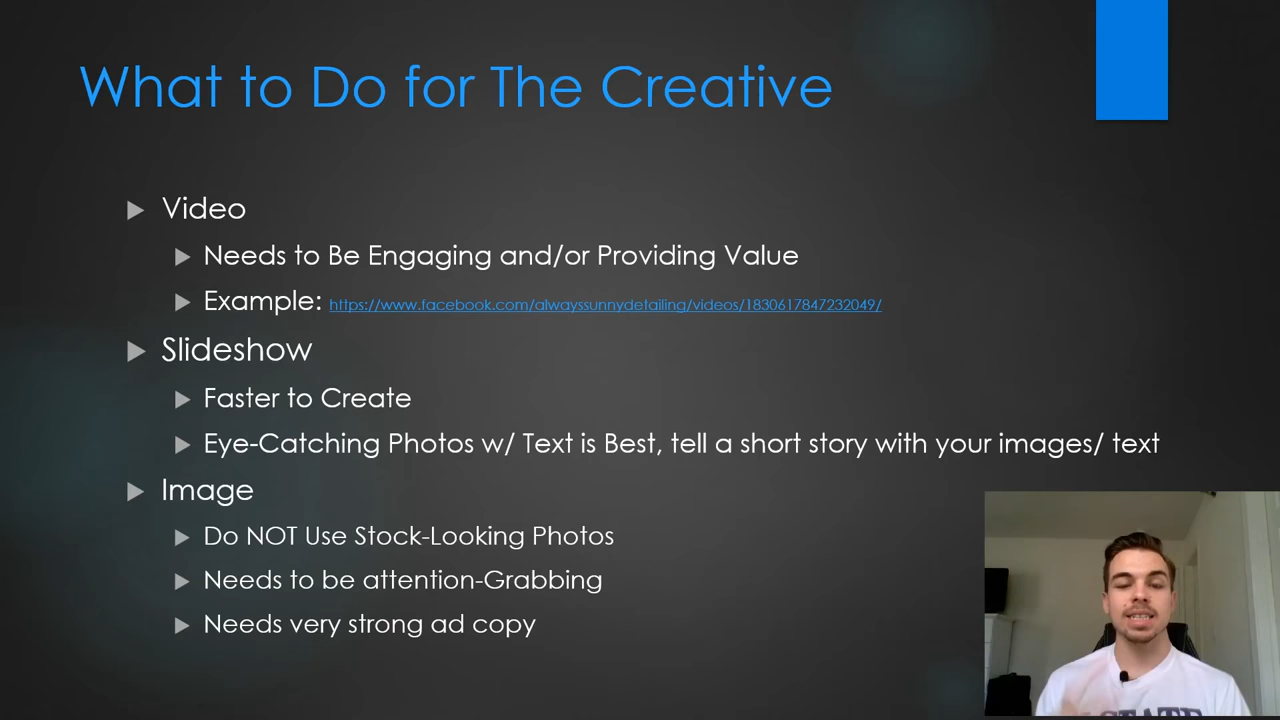 What to Do for The Creative
Video
Needs to Be Engaging and/or Providing Value
Example: https://www.facebook.com/alwayssunnydetailing/videos/1830617847232049/
Slideshow
Faster to Create
Eye-Catching Photos w/ Text is Best, tell a short story with your images/ text
Image
Do NOT Use Stock-Looking Photos
Needs to be attention-Grabbing
Needs very strong ad copy